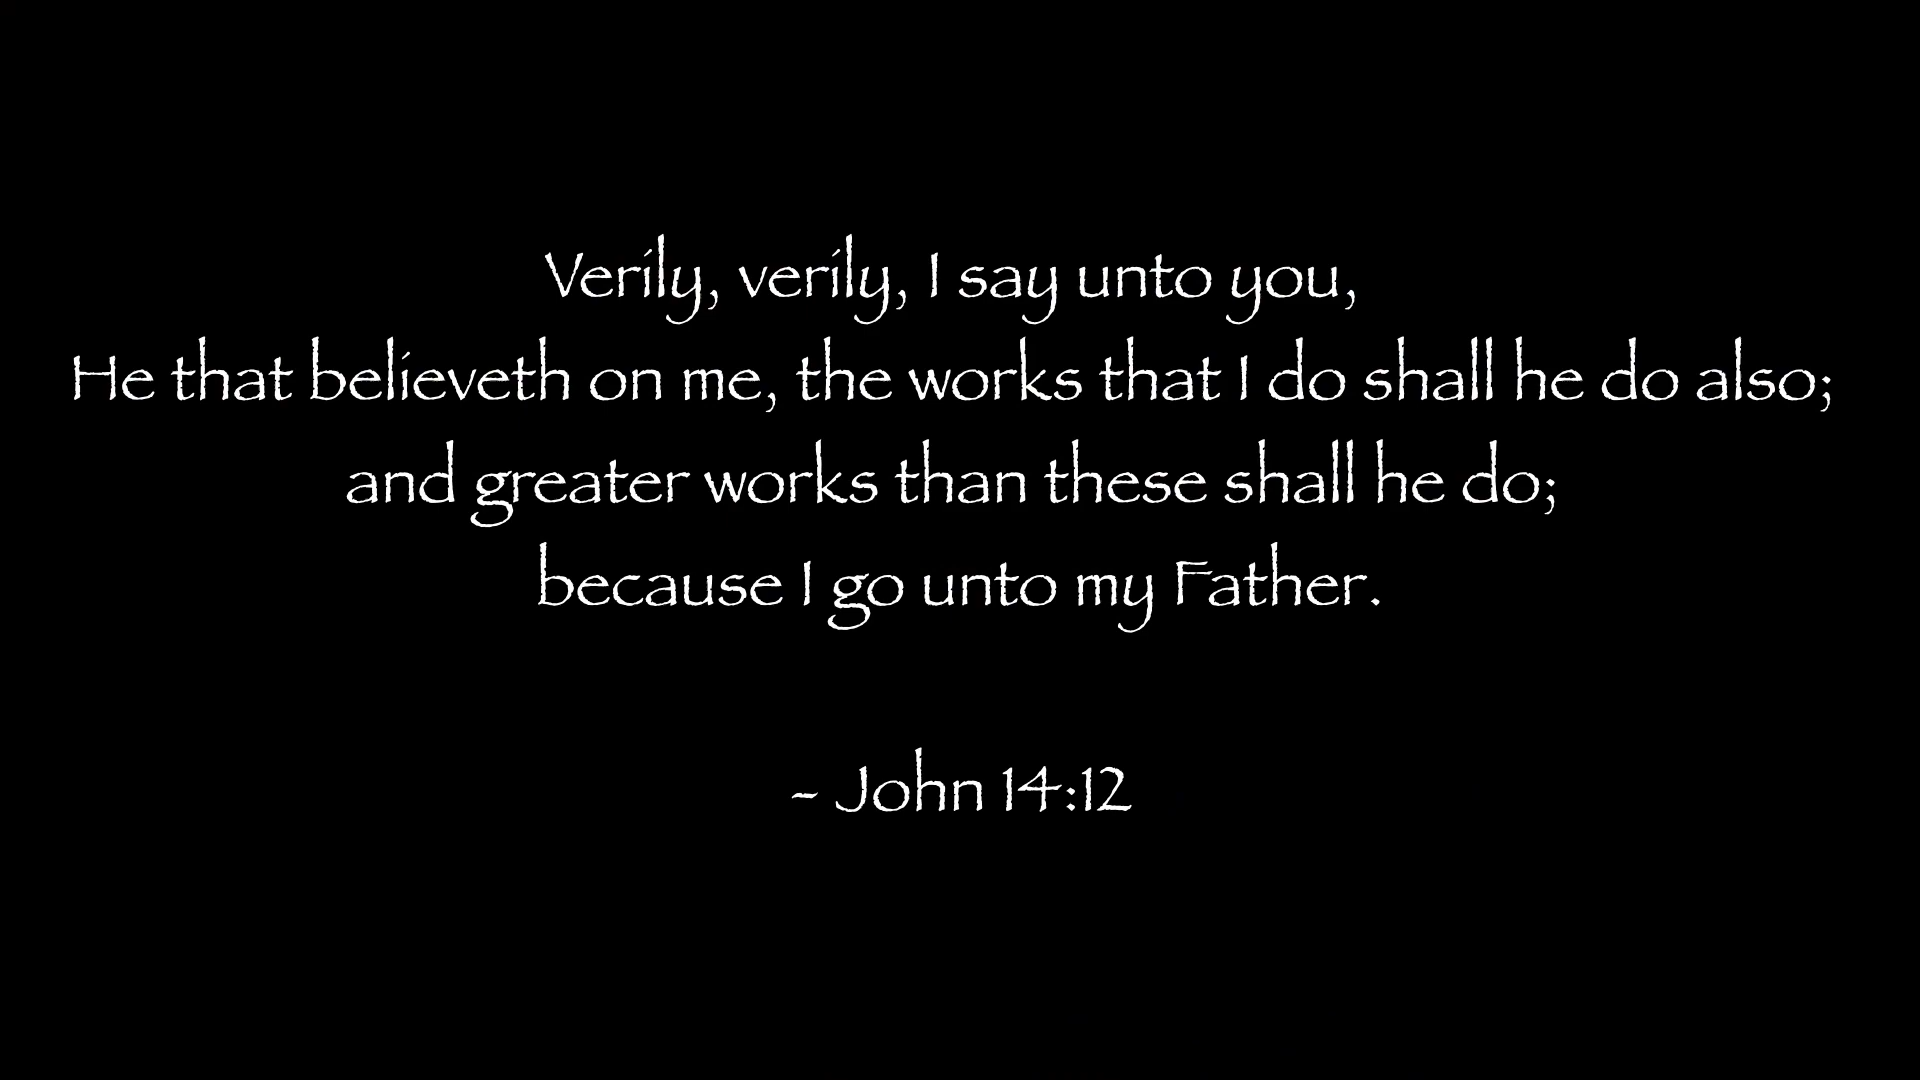 Verily, verily, I say unto you,
He that believeth on me, the works that I do shall he do also;
and greater works than these shall he do;
because I go unto my Father.
- John 14:12